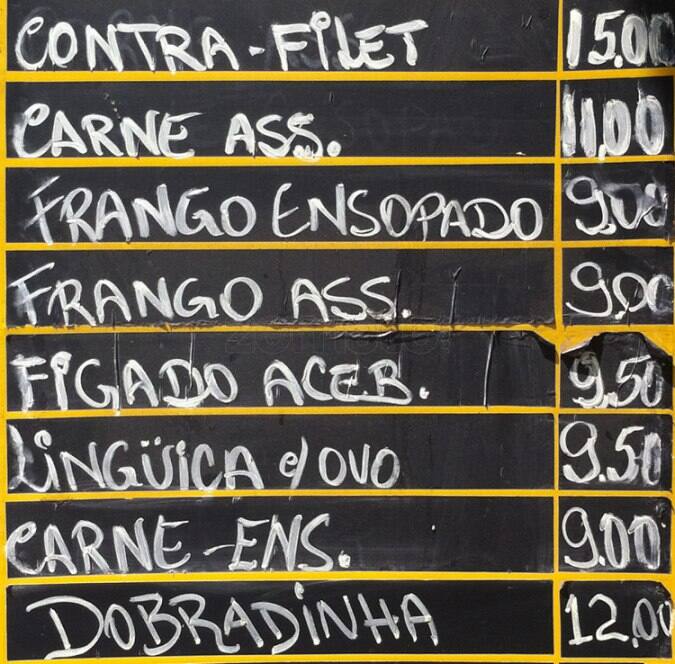 CONTRA-FILET 15.00
CARNE ASS. 11,00
FRANGO ENSOPADO 9.00
FRANGO ASS. 9,00
FIGADO ACEB. 9.50
LINGÜIÇA c/ OVO 9.50
CARNE-ENS. 9.00
DOBRADINHA 12,00